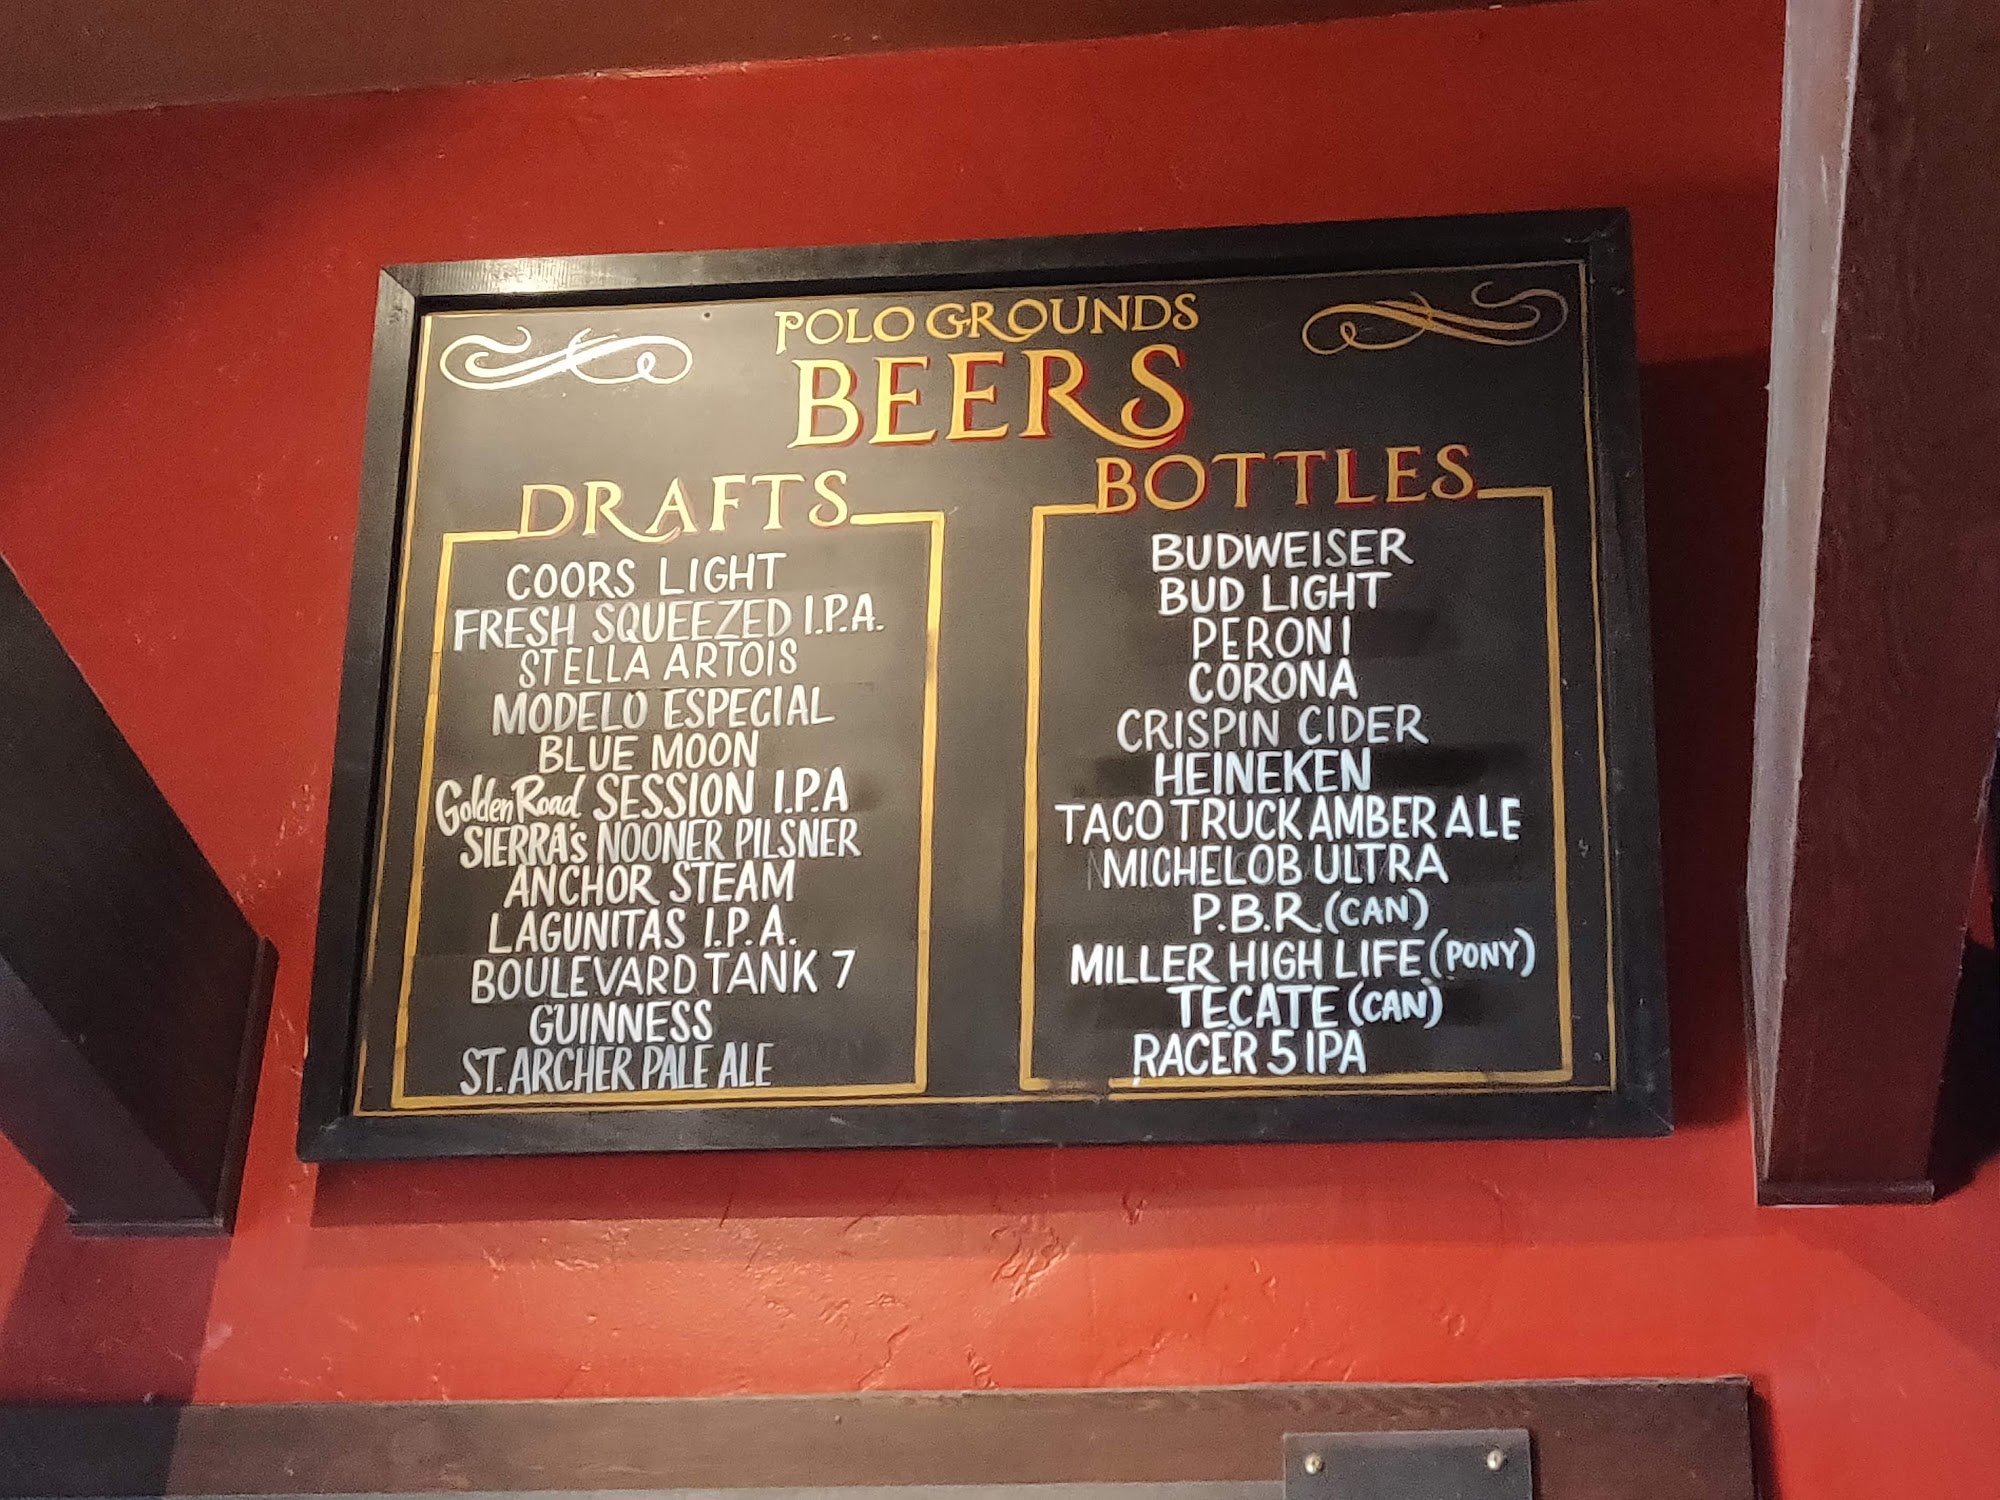 POLO GROUNDS
BEERS
DRAFTS
COORS LIGHT
FRESH SQUEEZED I.P.A.
STELLA ARTOIS
MODELO ESPECIAL
BLUE MOON
Golden Road SESSION I.P.A
SIERRA's NOONER PILSNER
ANCHOR STEAM
LAGUNITAS I.P.A.
BOULEVARD TANK 7
GUINNESS
ST. ARCHER PALE ALE
BOTTLES
BUDWEISER
BUD LIGHT
PERONI
CORONA
CRISPIN CIDER
HEINEKEN
TACO TRUCK AMBER ALE
MICHELOB ULTRA
P.B.R. (CAN)
MILLER HIGH LIFE (PONY)
TECATE (CAN)
RACER 5 IPA